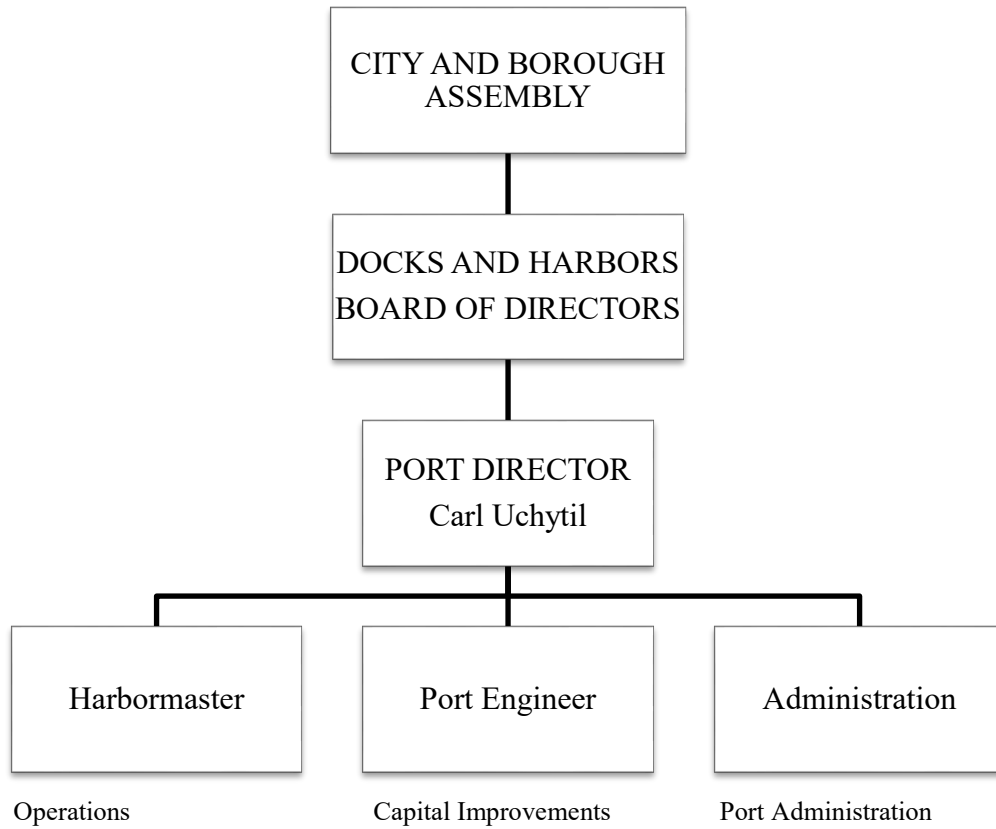 CITY AND BOROUGH
ASSEMBLY
DOCKS AND HARBORS
BOARD OF DIRECTORS
PORT DIRECTOR
Carl Uchytil
Harbormaster
Port Engineer
Administration
Operations
Capital Improvements
Port Administration